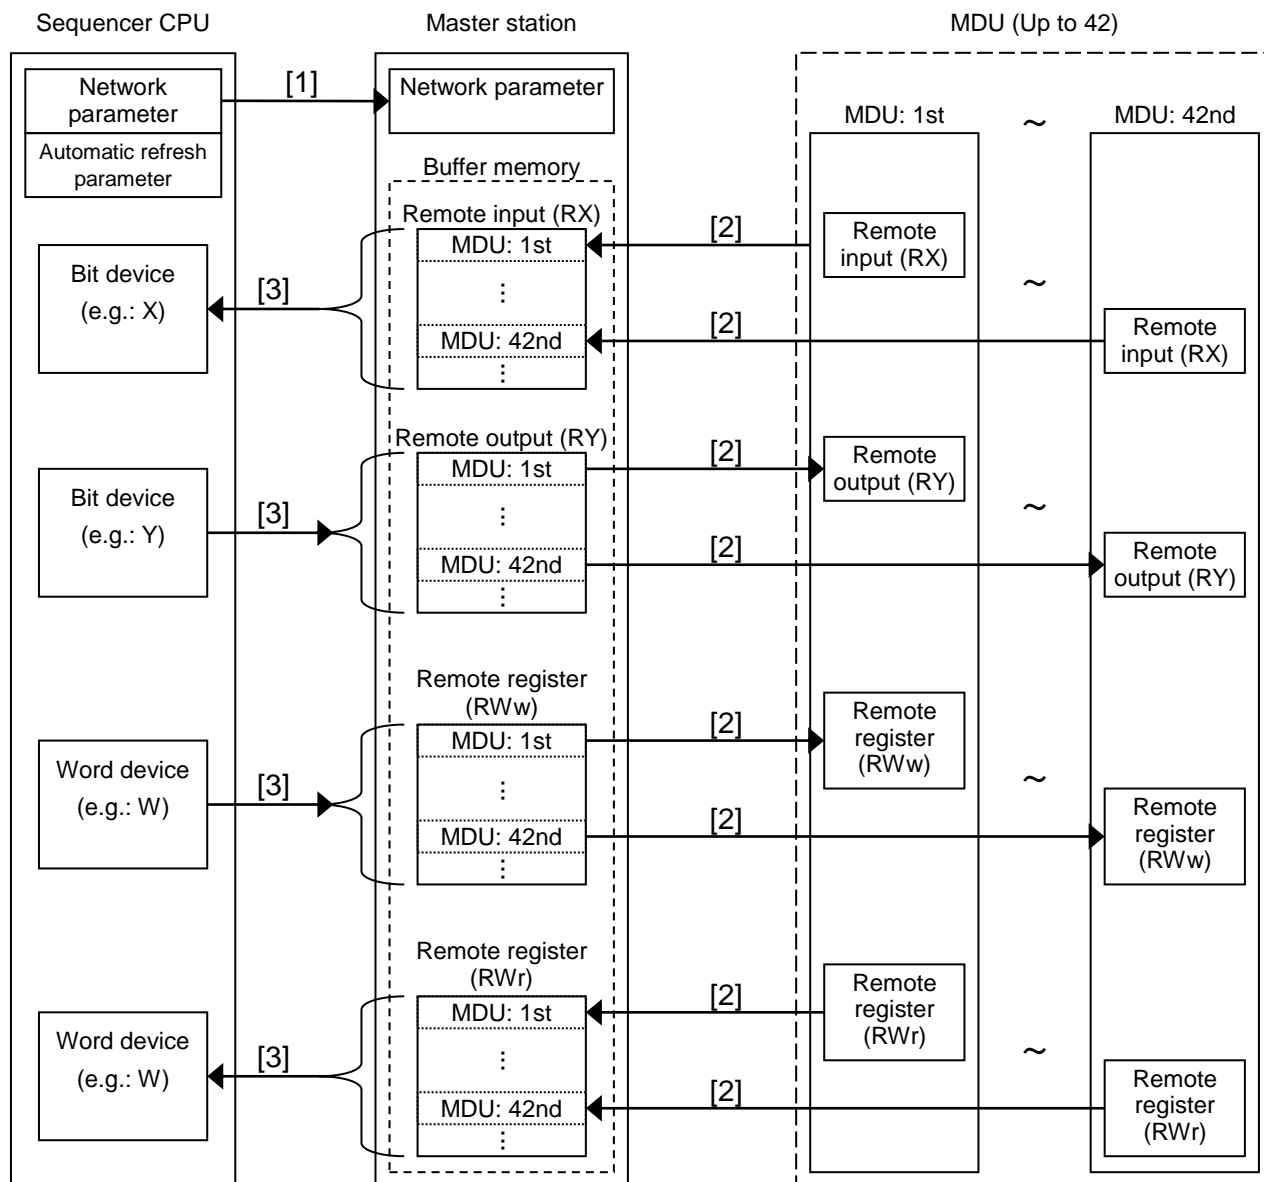 Sequencer CPU
Master station
MDU (Up to 42)
Network
parameter
Automatic refresh
parameter
[1]
Network parameter
MDU: 1st
~
MDU: 42nd
Buffer memory
Remote input (RX)
MDU: 1st
⋮
MDU: 42nd
⋮
Bit device
(e.g.: X)
[3]
[2]
[2]
Remote
input (RX)
~
Remote
input (RX)
Remote output (RY)
MDU: 1st
⋮
MDU: 42nd
⋮
Bit device
(e.g.: Y)
[3]
[2]
[2]
Remote
output (RY)
~
Remote
output (RY)
Remote register
(RWw)
MDU: 1st
⋮
MDU: 42nd
⋮
Word device
(e.g.: W)
[3]
[2]
[2]
Remote
register
(RWw)
~
Remote
register
(RWw)
Remote register
(RWr)
MDU: 1st
⋮
MDU: 42nd
⋮
Word device
(e.g.: W)
[3]
[2]
[2]
Remote
register
(RWr)
~
Remote
register
(RWr)